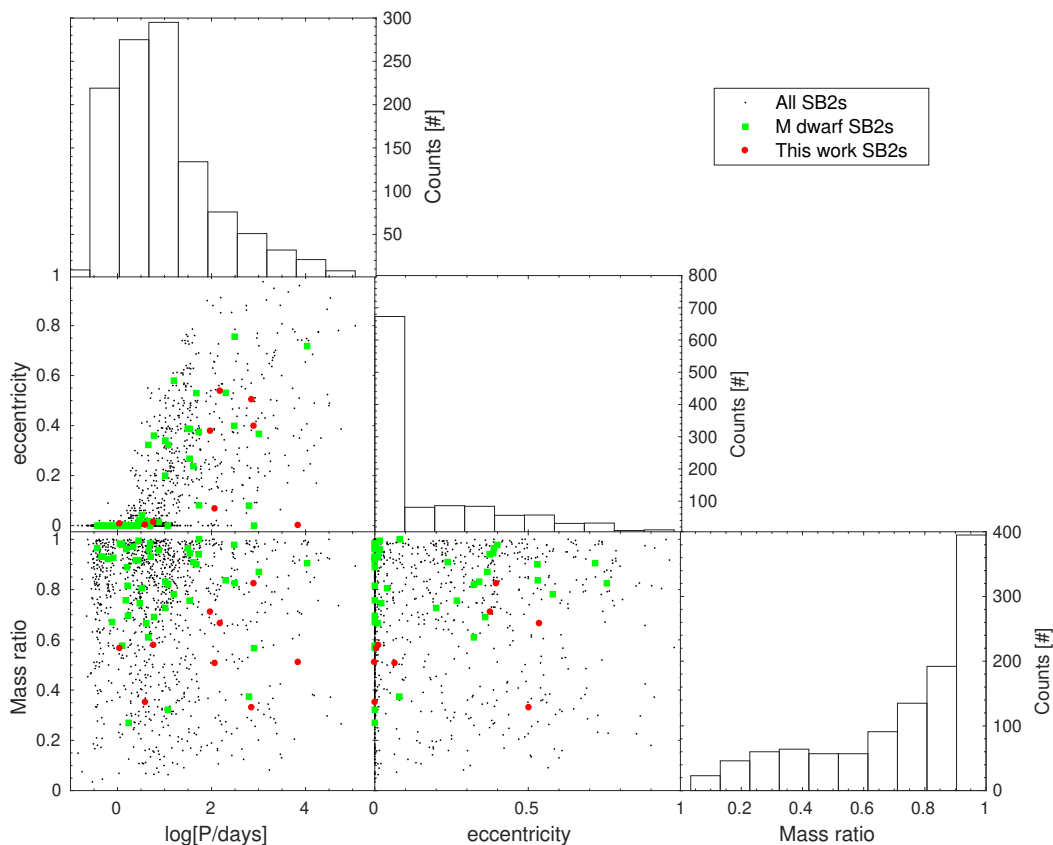 300
250
200
150
100
50
Counts [#]
All SB2s
M dwarf SB2s
This work SB2s
1
0.8
0.6
0.4
0.2
0
eccentricity
800
700
600
500
400
300
200
100
Counts [#]
1
0.8
0.6
0.4
0.2
0
Mass ratio
400
300
200
100
0
Counts [#]
0 2 4
0 0.5 1
0.2 0.4 0.6 0.8 1
log[P/days]
eccentricity
Mass ratio